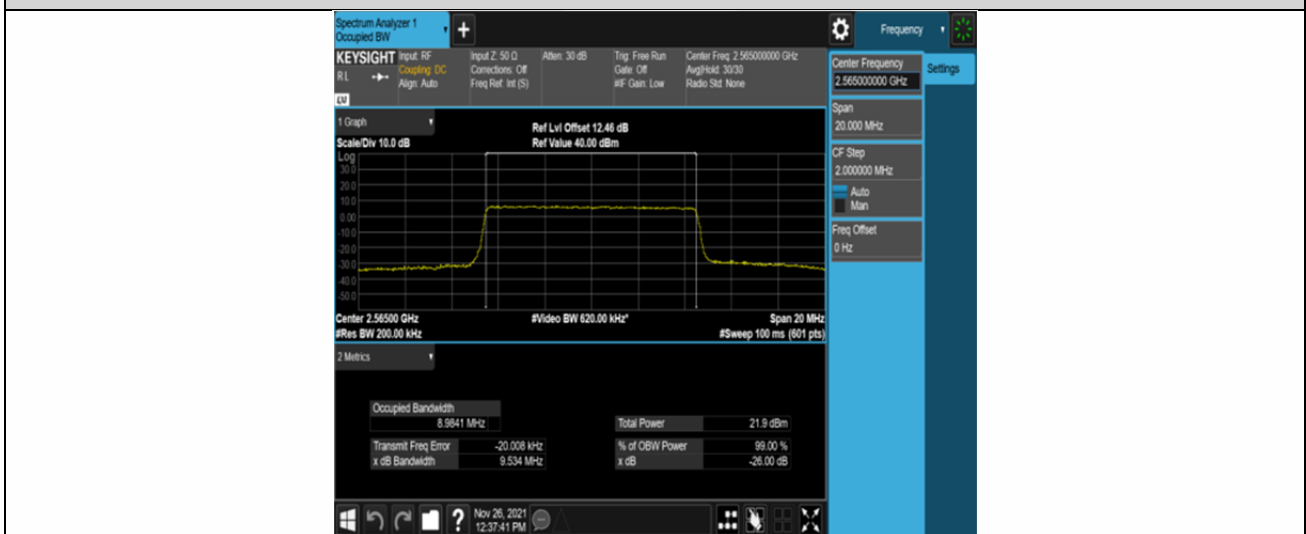 Spectrum Analyzer 1
Occupied BW
+
Frequency
KEYSIGHT Input: RF Input Z: 50 Ω Atten: 30 dB Trig: Free Run Center Freq: 2.565000000 GHz
RL Coupling: DC Corrections: Off Gate: Off Avg|Hold: 30/30
Align: Auto Freq Ref: Int (S) #IF Gain: Low Radio Std: None
1 Graph
Ref Lvl Offset 12.46 dB
Scale/Div 10.0 dB Ref Value 40.00 dBm
Log
30.0
20.0
10.0
0.00
-10.0
-20.0
-30.0
-40.0
-50.0
Center 2.56500 GHz #Video BW 620.00 kHz* Span 20 MHz
#Res BW 200.00 kHz #Sweep 100 ms (601 pts)
2 Metrics
Occupied Bandwidth
8.9841 MHz Total Power 21.9 dBm
Transmit Freq Error -20.008 kHz % of OBW Power 99.00 %
x dB Bandwidth 9.534 MHz x dB -26.00 dB
Center Frequency
2.565000000 GHz
Settings
Span
20.000 MHz
CF Step
2.000000 MHz
Auto
Man
Freq Offset
0 Hz
?
Nov 26, 2021
12:37:41 PM